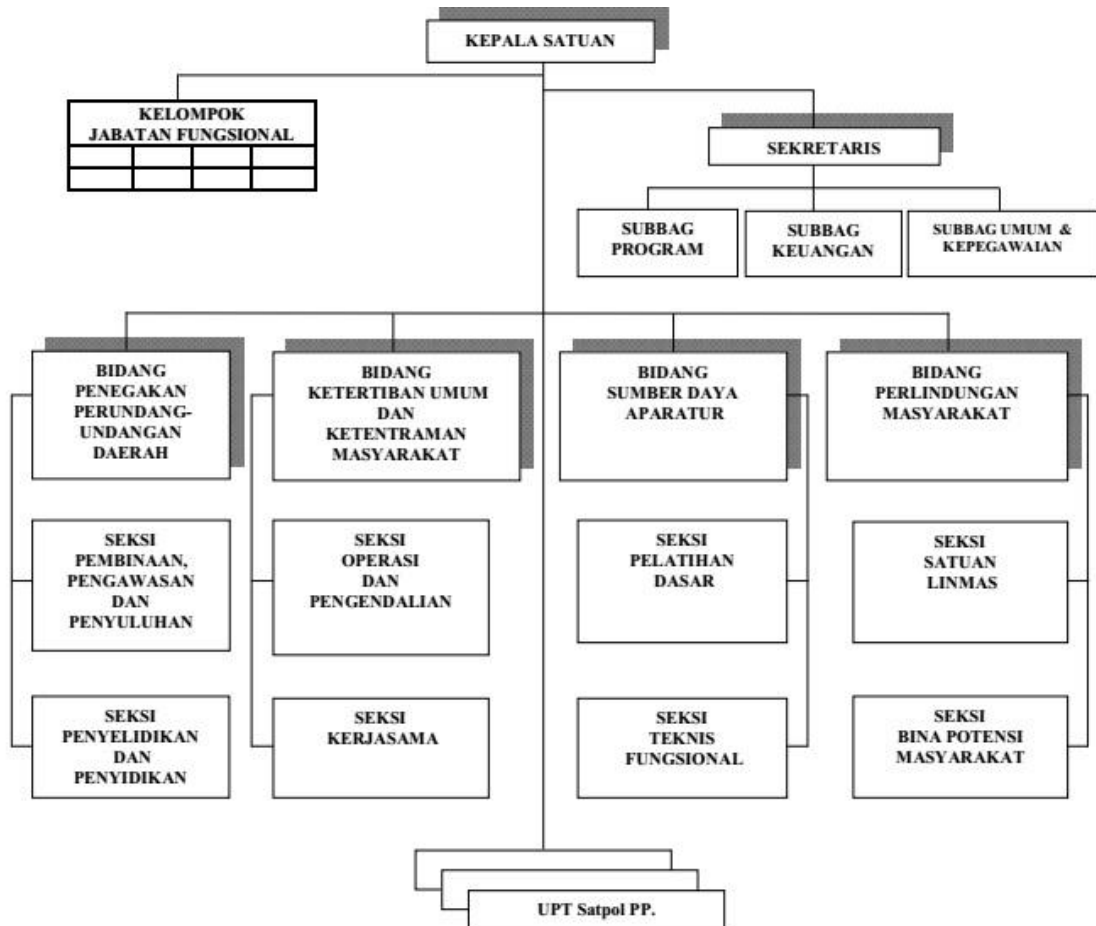 KEPALA SATUAN
KELOMPOK
JABATAN FUNGSIONAL
SEKRETARIS
SUBBAG
PROGRAM
SUBBAG
KEUANGAN
SUBBAG UMUM &
KEPEGAWAIAN
BIDANG
PENEGAKAN
PERUNDANG-
UNDANGAN
DAERAH
BIDANG
KETERTIBAN UMUM
DAN
KETENTRAMAN
MASYARAKAT
BIDANG
SUMBER DAYA
APARATUR
BIDANG
PERLINDUNGAN
MASYARAKAT
SEKSI
PEMBINAAN,
PENGAWASAN
DAN
PENYULUHAN
SEKSI
OPERASI
DAN
PENGENDALIAN
SEKSI
PELATIHAN
DASAR
SEKSI
SATUAN
LINMAS
SEKSI
PENYELIDIKAN
DAN
PENYIDIKAN
SEKSI
KERJASAMA
SEKSI
TEKNIS
FUNGSIONAL
SEKSI
BINA POTENSI
MASYARAKAT
UPT Satpol PP.